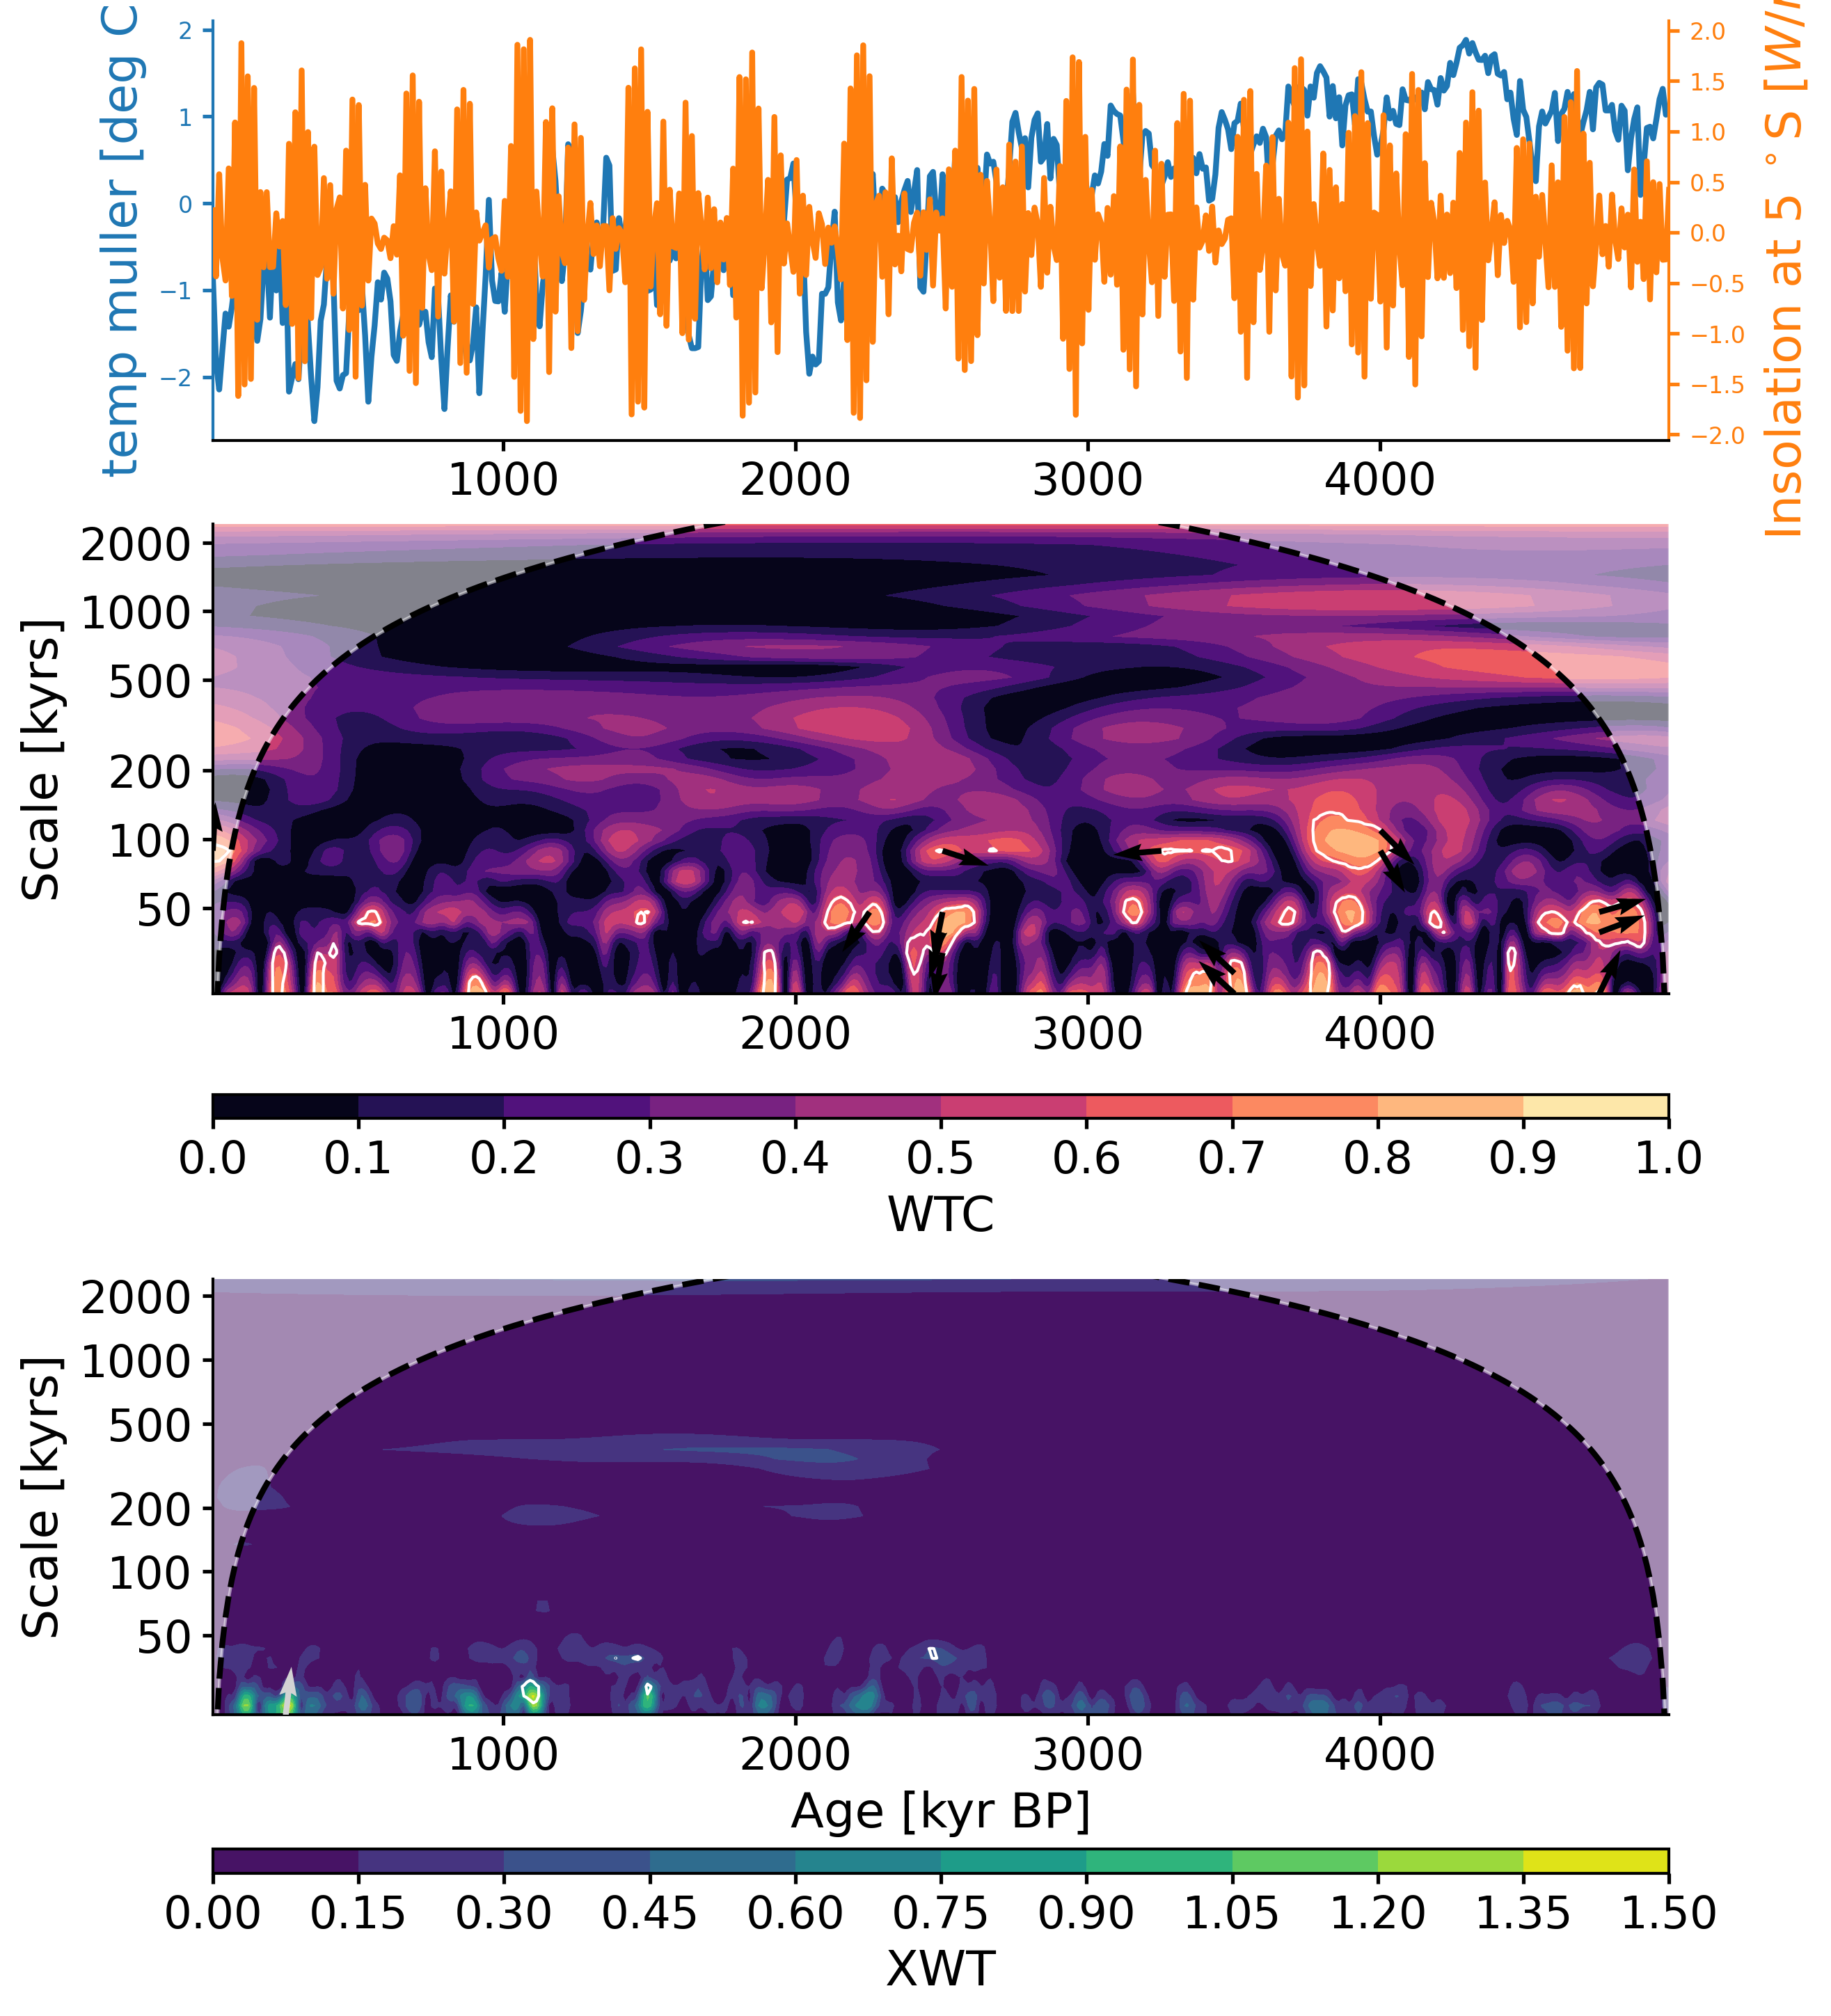 temp muller [deg C
2
1
0
−1
−2
2.0
1.5
1.0
0.5
0.0
−0.5
−1.0
−1.5
−2.0
Insolation at 5 °S [W/
1000 2000 3000 4000
Scale [kyrs]
2000
1000
500
200
100
50
1000 2000 3000 4000
0.0 0.1 0.2 0.3 0.4 0.5 0.6 0.7 0.8 0.9 1.0
WTC
Scale [kyrs]
2000
1000
500
200
100
50
1000 2000 3000 4000
Age [kyr BP]
0.00 0.15 0.30 0.45 0.60 0.75 0.90 1.05 1.20 1.35 1.50
XWT